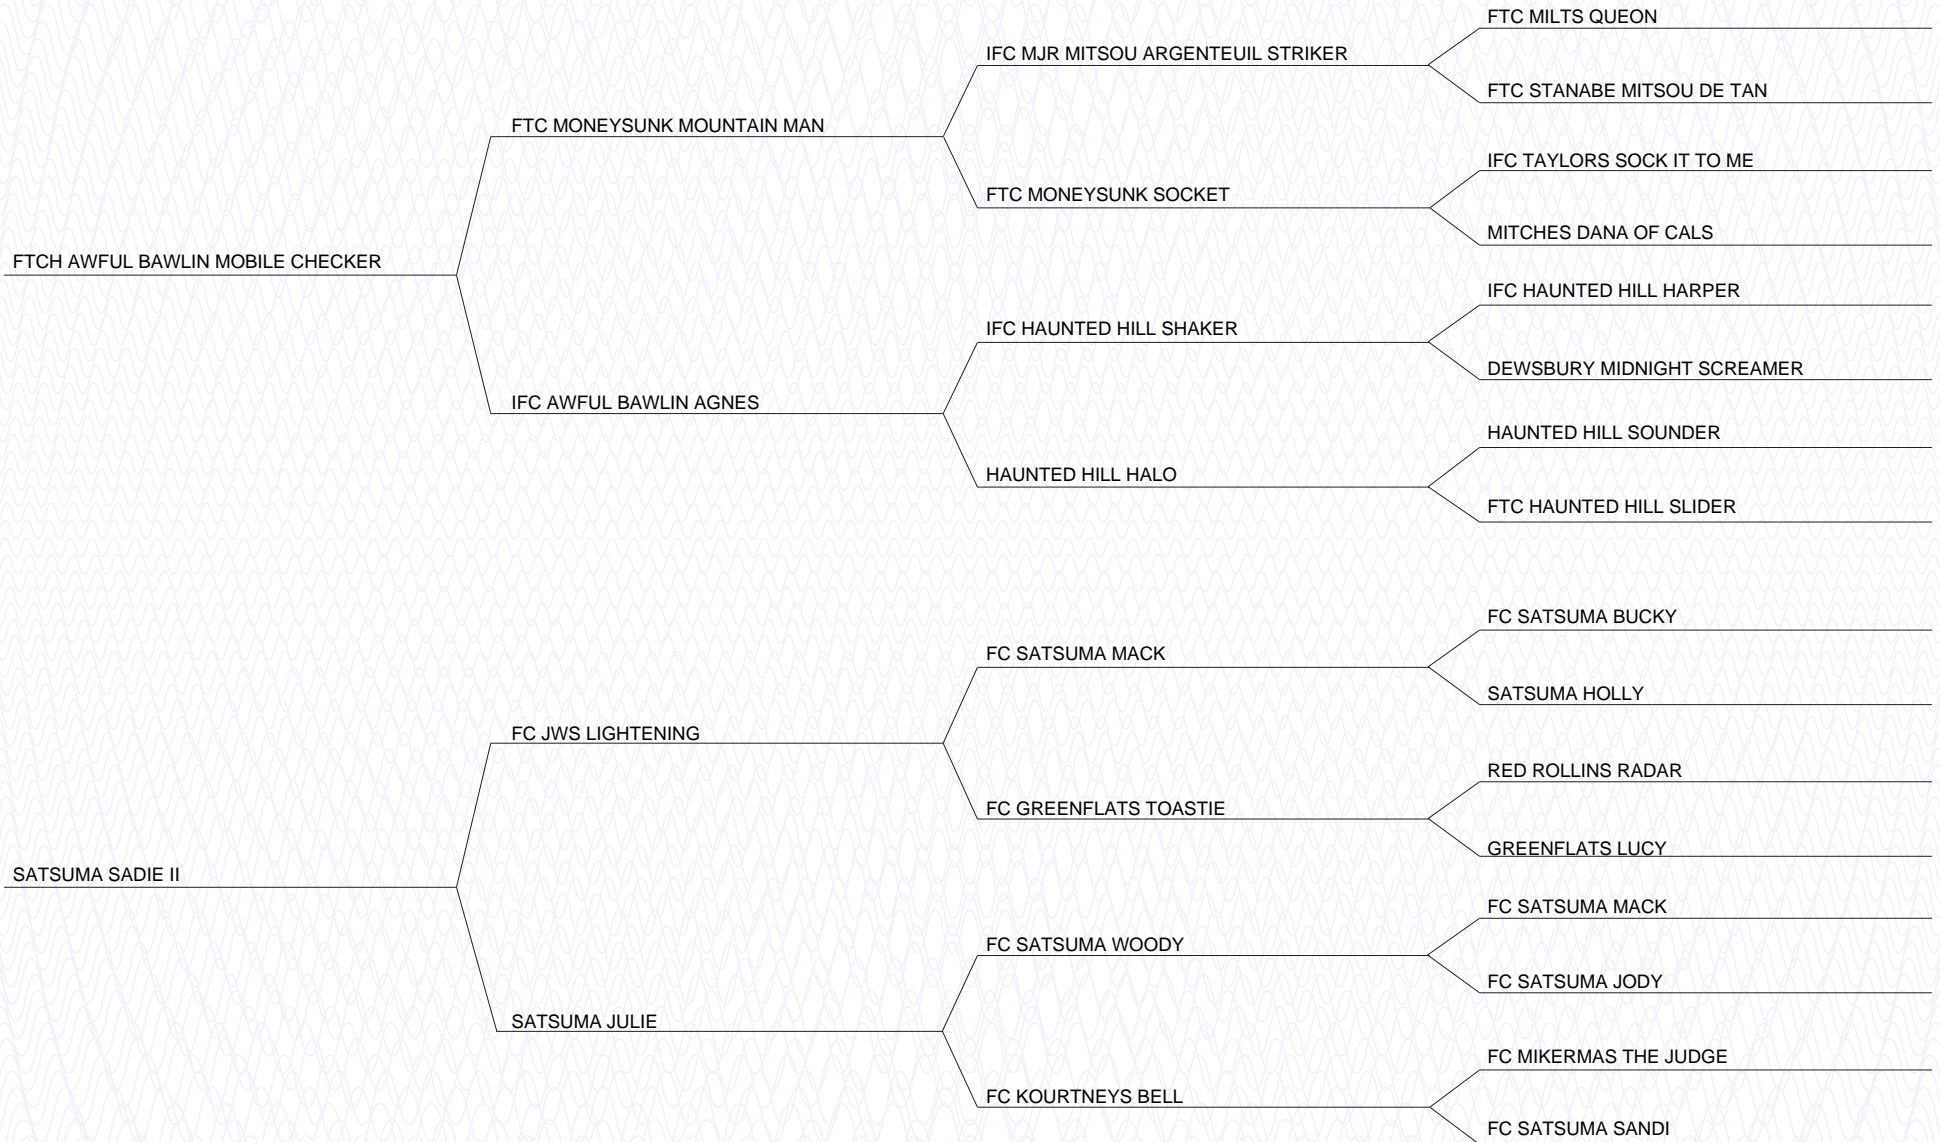 FTC MILTS QUEON
IFC MJR MITSOU ARGENTEUIL STRIKER
FTC STANABE MITSOU DE TAN
FTC MONEYSUNK MOUNTAIN MAN
IFC TAYLORS SOCK IT TO ME
FTC MONEYSUNK SOCKET
MITCHES DANA OF CALS
FTCH AWFUL BAWLIN MOBILE CHECKER
IFC HAUNTED HILL HARPER
IFC HAUNTED HILL SHAKER
DEWSBURY MIDNIGHT SCREAMER
IFC AWFUL BAWLIN AGNES
HAUNTED HILL SOUNDER
HAUNTED HILL HALO
FTC HAUNTED HILL SLIDER
FC SATSUMA BUCKY
FC SATSUMA MACK
SATSUMA HOLLY
FC JWS LIGHTENING
RED ROLLINS RADAR
FC GREENFLATS TOASTIE
GREENFLATS LUCY
SATSUMA SADIE II
FC SATSUMA MACK
FC SATSUMA WOODY
FC SATSUMA JODY
SATSUMA JULIE
FC MIKERMAS THE JUDGE
FC KOURTNEYS BELL
FC SATSUMA SANDI